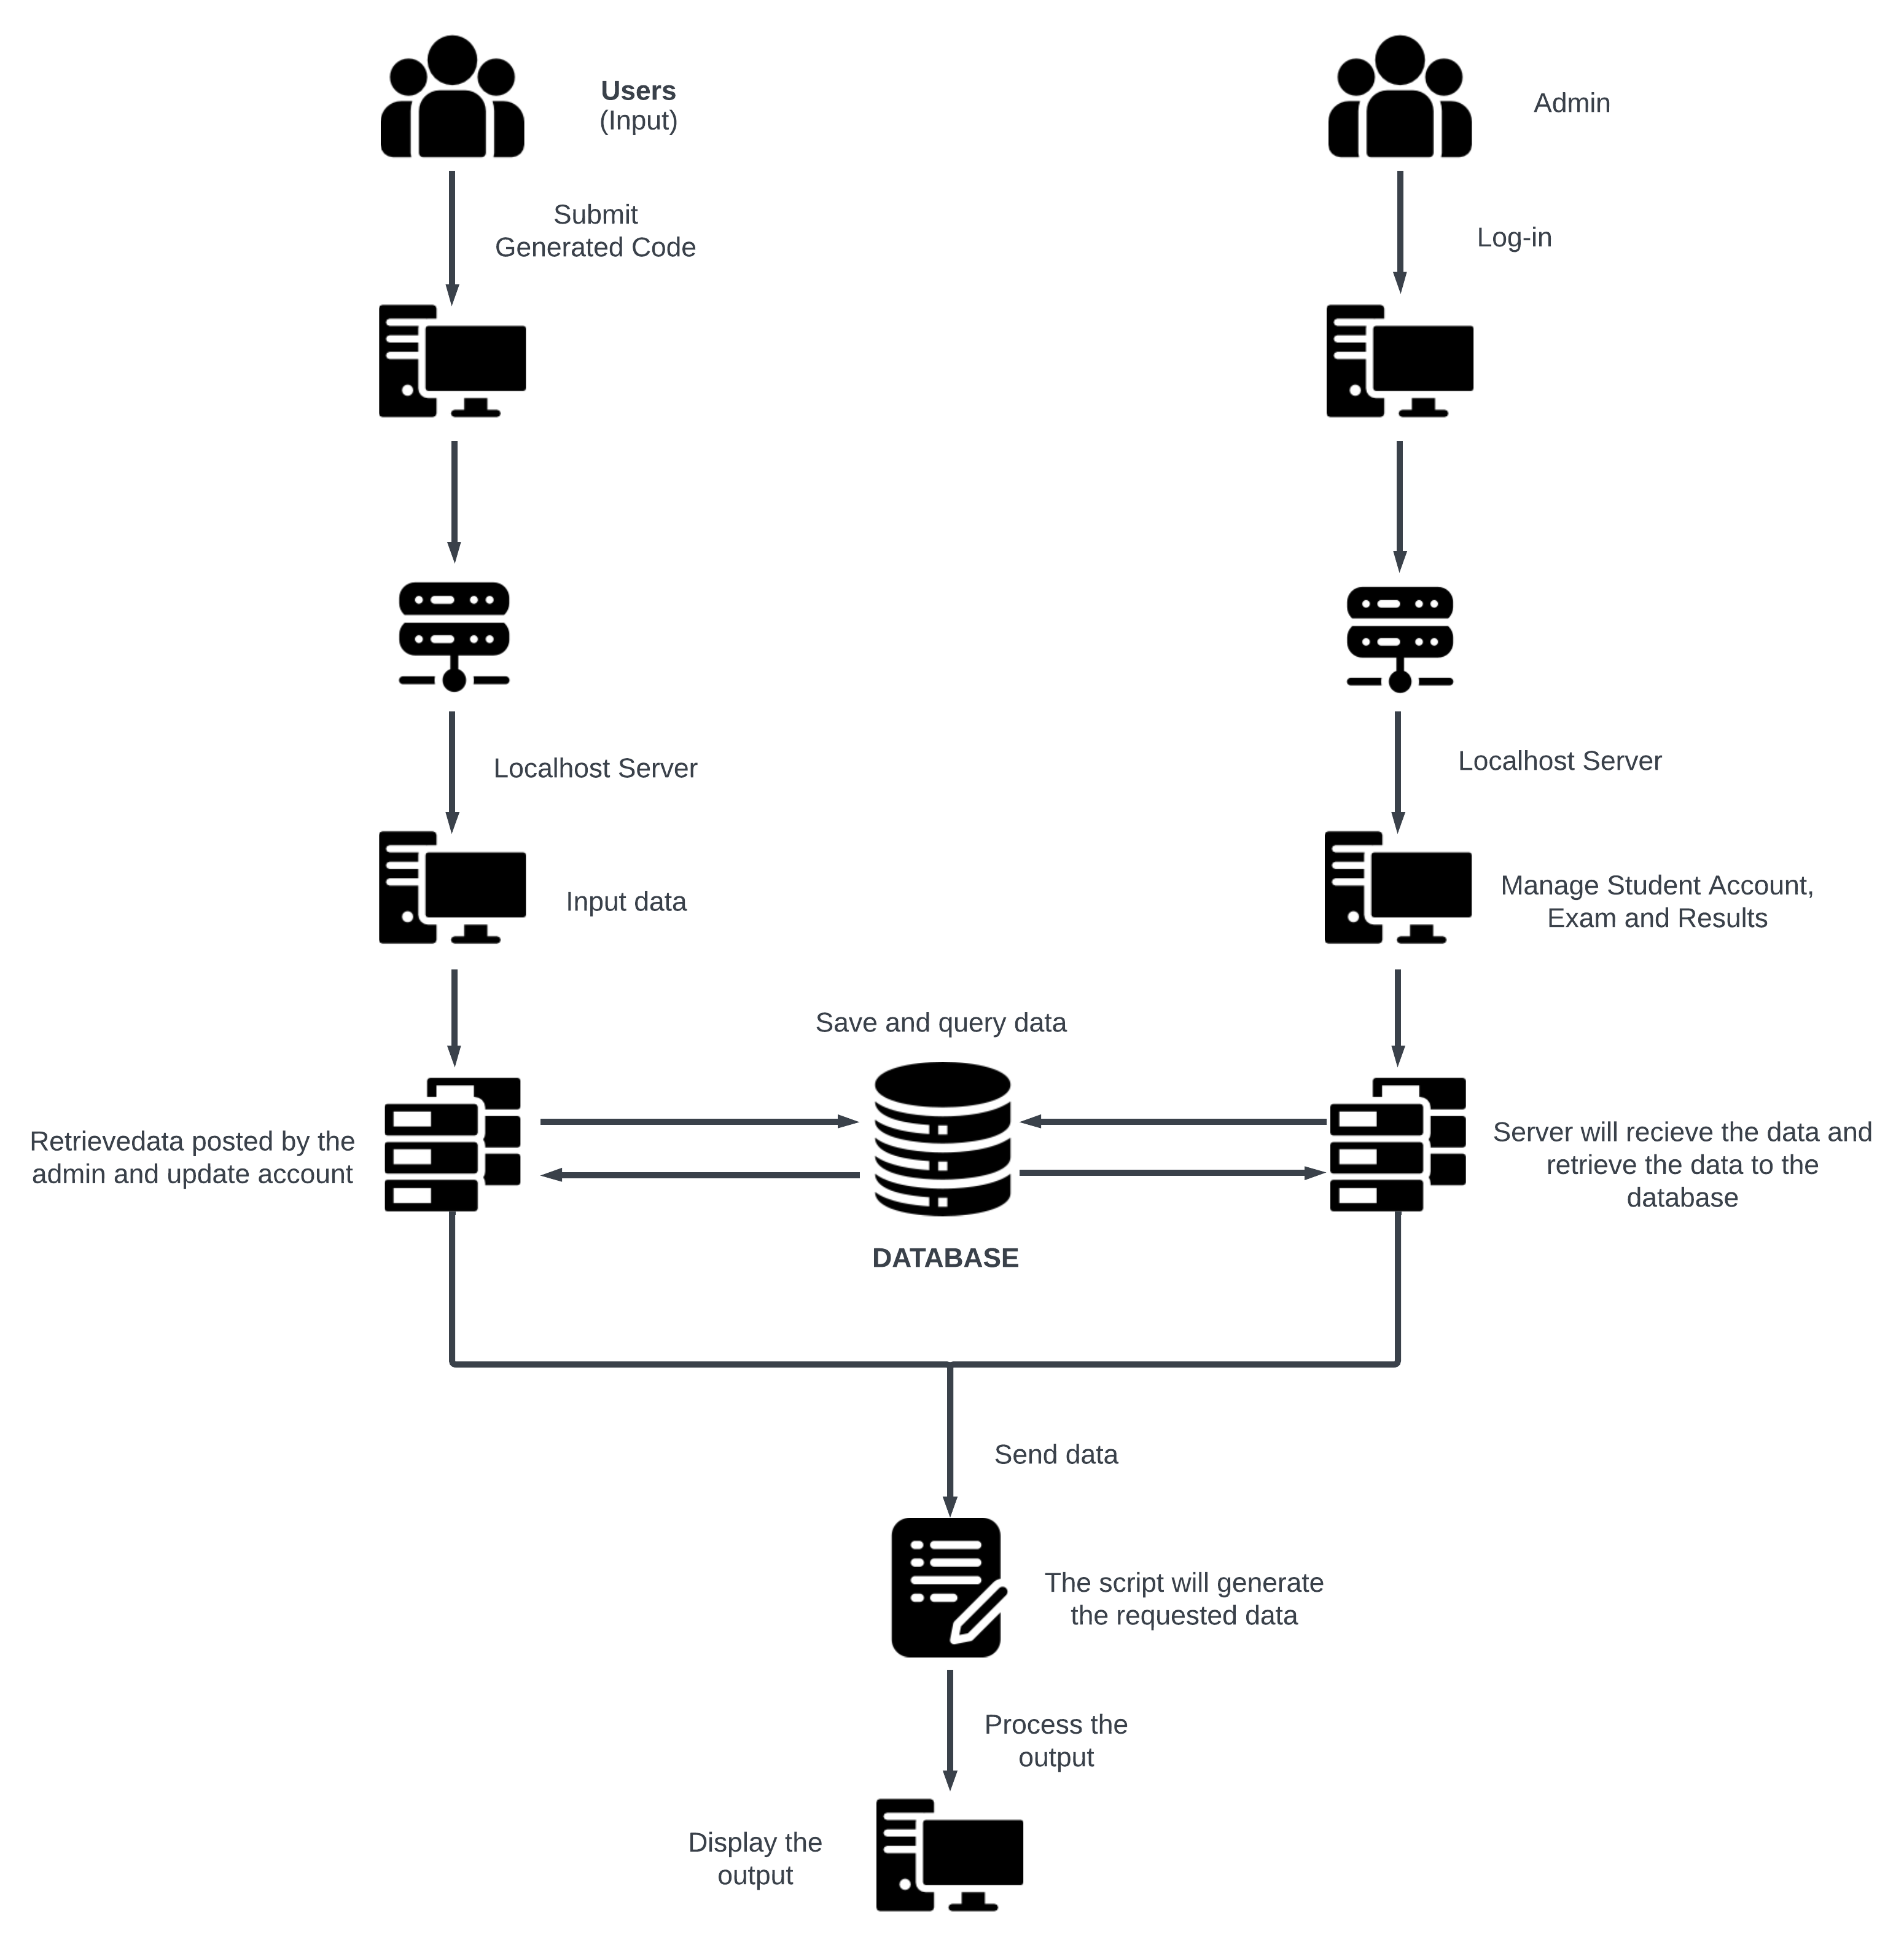 Users
(Input)
Admin
Submit
Generated Code
Log-in
Localhost Server
Localhost Server
Input data
Manage Student Account,
Exam and Results
Save and query data
Retrievedata posted by the
admin and update account
Server will recieve the data and
retrieve the data to the
database
DATABASE
Send data
The script will generate
the requested data
Process the
output
Display the
output